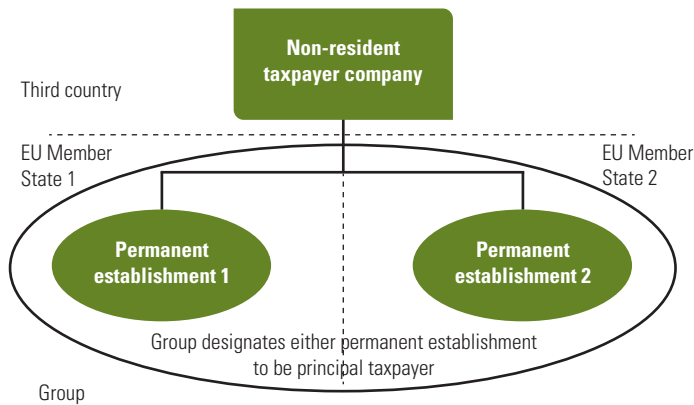 Non-resident
taxpayer company
Third country
EU Member
State 1
EU Member
State 2
Permanent
establishment 1
Permanent
establishment 2
Group designates either permanent establishment
to be principal taxpayer
Group